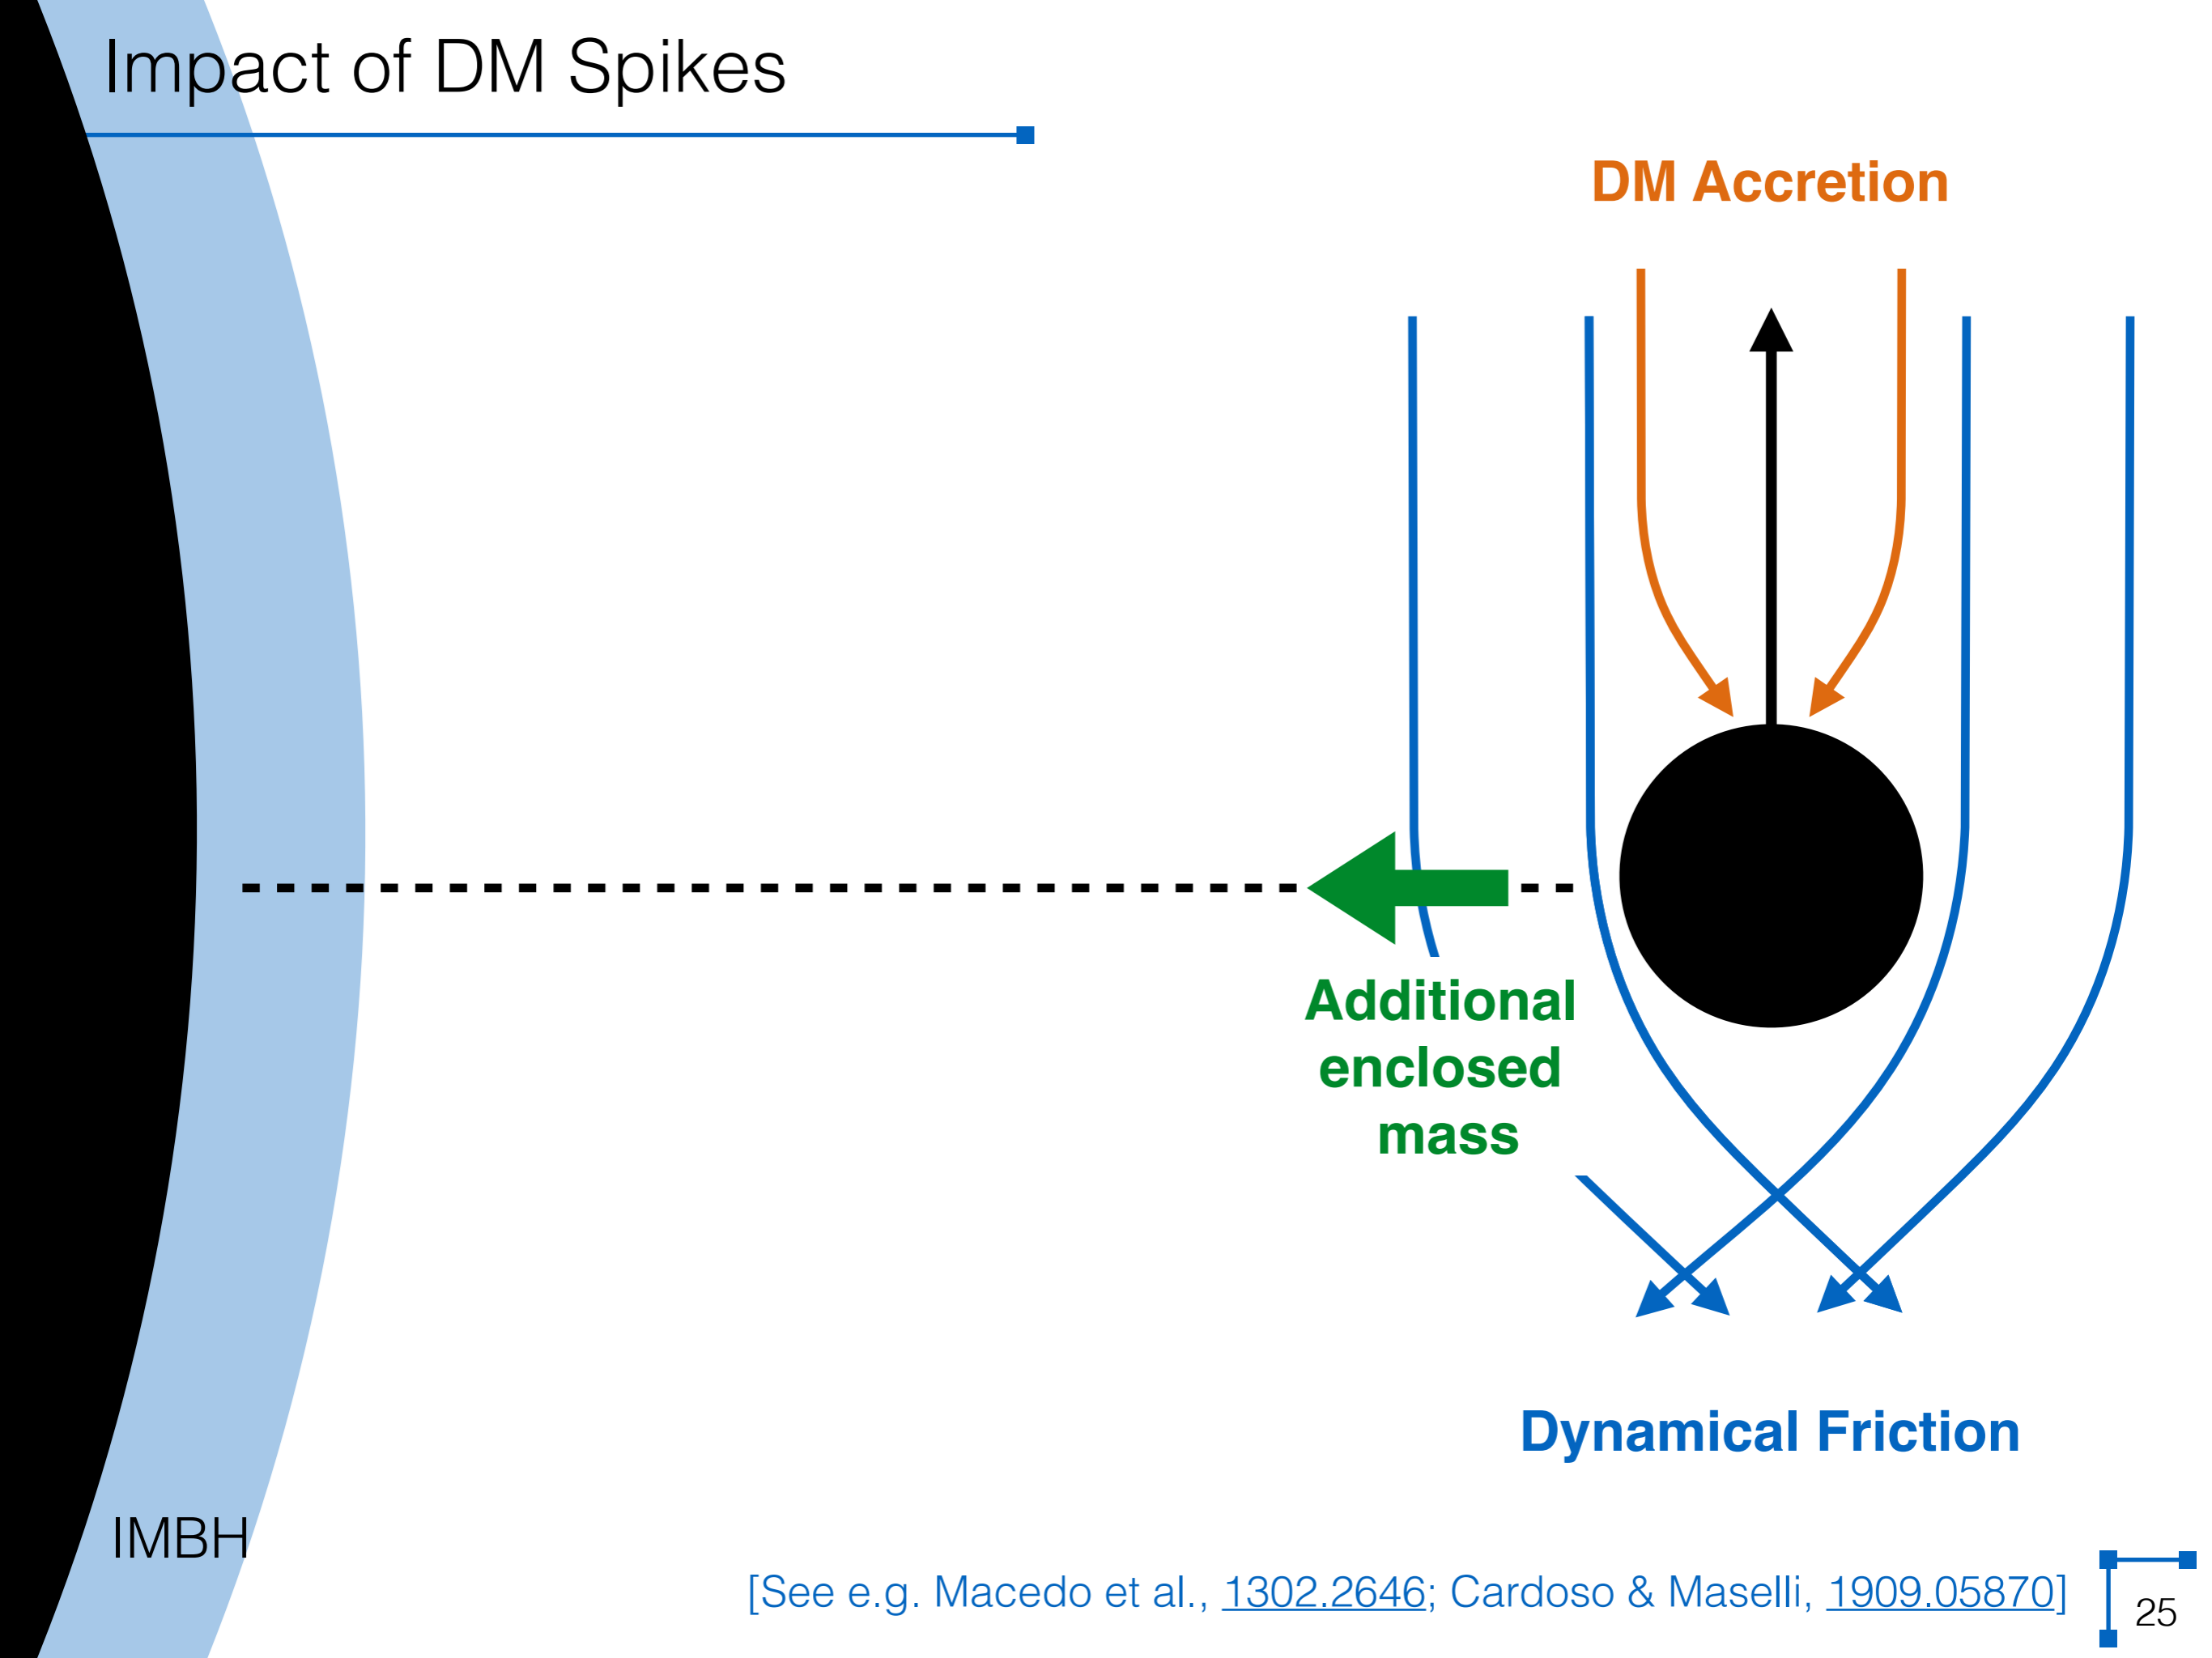 Impact of DM Spikes
DM Accretion
Additional
enclosed
mass
Dynamical Friction
IMBH
[See e.g. Macedo et al., 1302.2646; Cardoso & Maselli, 1909.05870]
25